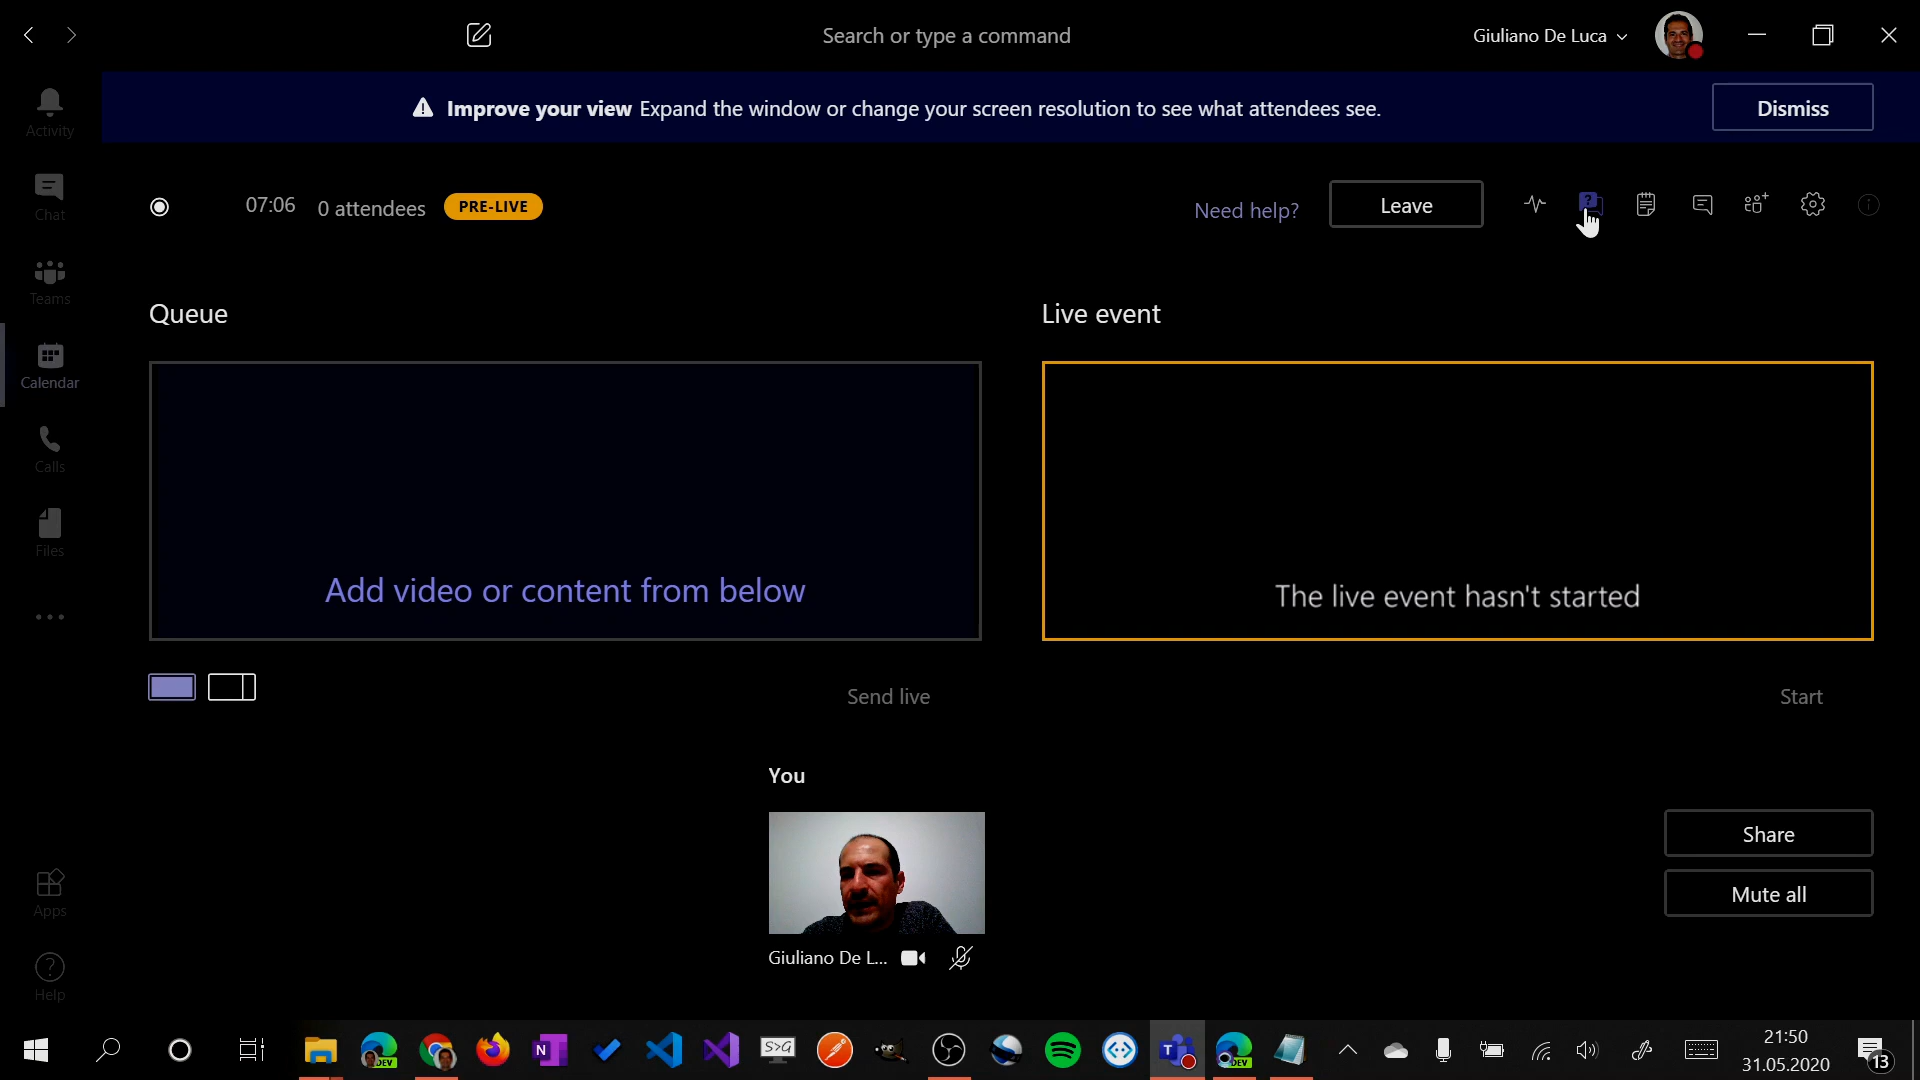 Search or type a command
Giuliano De Luca
Improve your view Expand the window or change your screen resolution to see what attendees see.
Dismiss
Activity
Chat
Teams
Calendar
Calls
Files
Apps
Help
07:06 0 attendees PRE-LIVE
Need help?
Leave
Queue
Live event
Add video or content from below
The live event hasn't started
Send live
Start
You
Giuliano De L...
Share
Mute all
DEV
N
S>G
T
DEV
21:50
31.05.2020
13